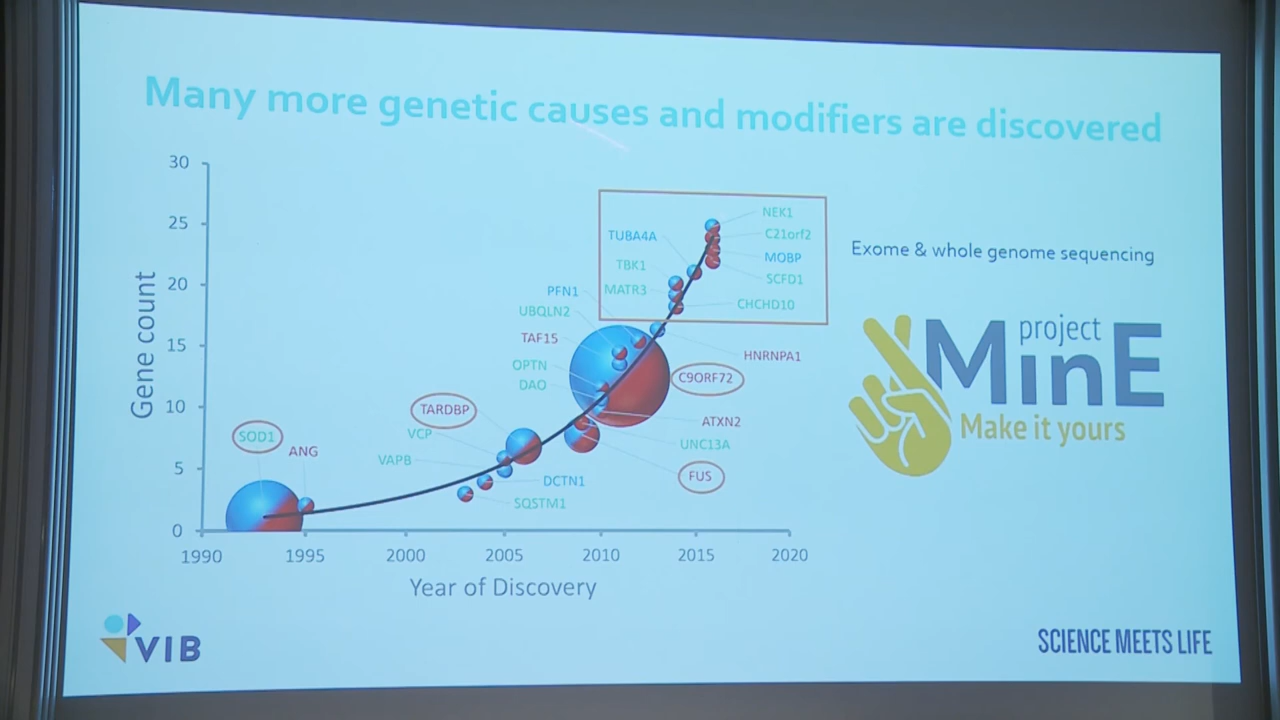 Many more genetic causes and modifiers are discovered
30
25
20
15
10
5
0
Gene count
1990
1995
2000
2005
2010
2015
2020
Year of Discovery
SOD1
ANG
TARDBP
VCP
VAPB
DCTN1
SQSTM1
PFN1
UBQLN2
TAF15
OPTN
DAO
TUBA4A
TBK1
MATR3
NEK1
C21orf2
MOBP
SCFD1
CHCHD10
HNRNPA1
C9ORF72
ATXN2
UNC13A
FUS
Exome & whole genome sequencing
project
MinE
Make it yours
VIB
SCIENCE MEETS LIFE